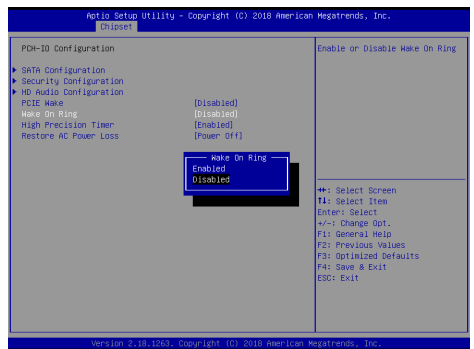 Aptio Setup Utility – Copyright (C) 2018 American Megatrends, Inc.
Chipset
PCH-IO Configuration
Enable or Disable Wake On Ring
SATA Configuration
Security Configuration
HD Audio Configuration
PCIE Wake [Disabled]
Wake On Ring [Disabled]
High Precision Timer [Enabled]
Restore AC Power Loss [Power Off]
Wake On Ring
Enabled
Disabled
→←: Select Screen
↑↓: Select Item
Enter: Select
+/-: Change Opt.
F1: General Help
F2: Previous Values
F3: Optimized Defaults
F4: Save & Exit
ESC: Exit
Version 2.18.1263. Copyright (C) 2018 American Megatrends, Inc.